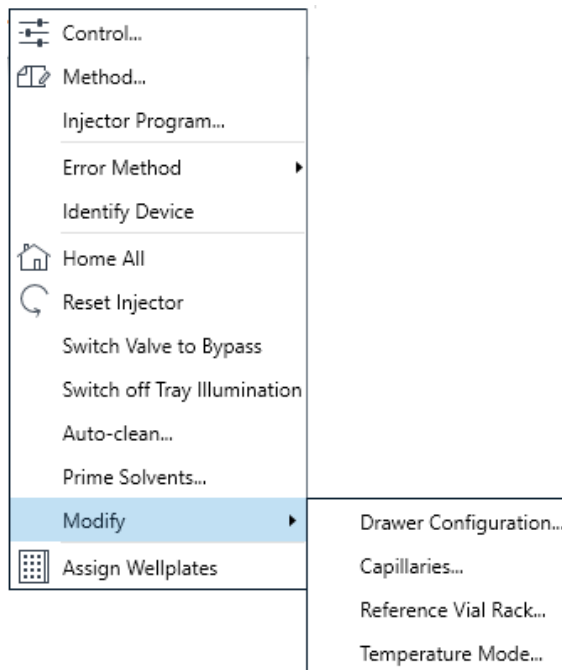 Control...
Method...
Injector Program...
Error Method
Identify Device
Home All
Reset Injector
Switch Valve to Bypass
Switch off Tray Illumination
Auto-clean...
Prime Solvents...
Modify
Drawer Configuration...
Capillaries...
Reference Vial Rack...
Temperature Mode...
Assign Wellplates